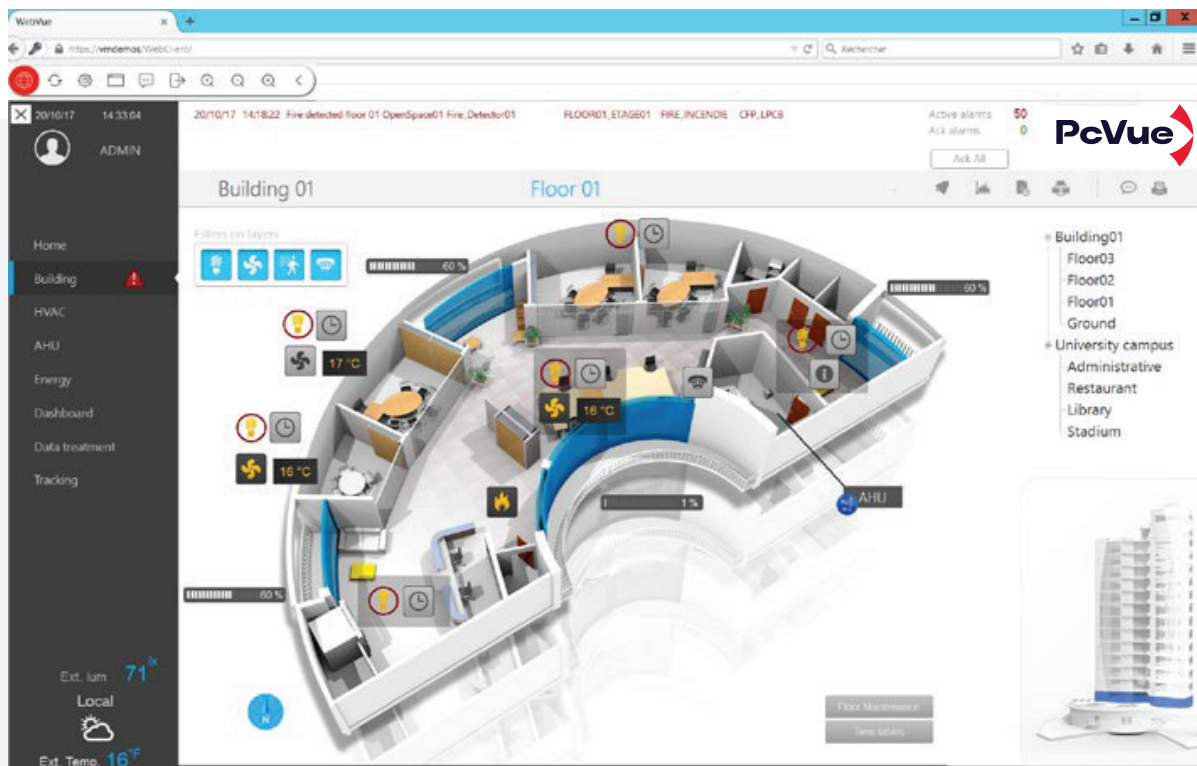 WebVue
https://vmdemos/WebClient/
Rechercher
20/10/17 14:33:04
ADMIN
20/10/17 14:18:22 Fire detected floor 01 OpenSpace01 Fire_Detector01 FLOOR01_ETAGE01 FIRE_INCENDIE CFP_LPCB
Active alarms 50
Ack alarms 0
Ack All
PcVue
Building 01
Floor 01
Home
Building
HVAC
AHU
Energy
Dashboard
Data treatment
Tracking
Filters on layers
60 %
60 %
17 °C
16 °C
16 °C
1 %
AHU
60 %
Building01
Floor03
Floor02
Floor01
Ground
University campus
Administrative
Restaurant
Library
Stadium
Ext. lum 71 lx
Local
Ext. Temp 16°F
N
Floor Maintenance
Time tables